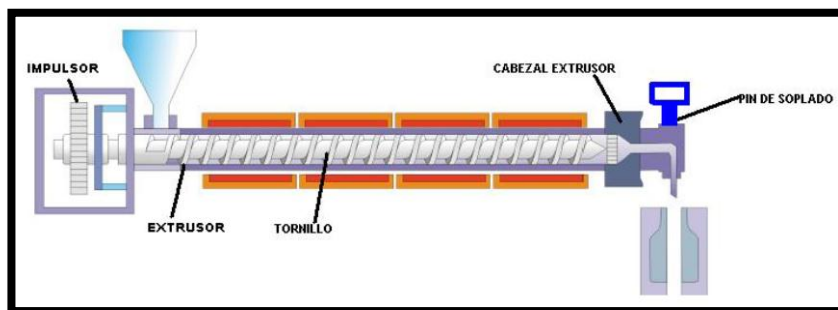 IMPULSOR
CABEZAL EXTRUSOR
PIN DE SOPLADO
EXTRUSOR
TORNILLO